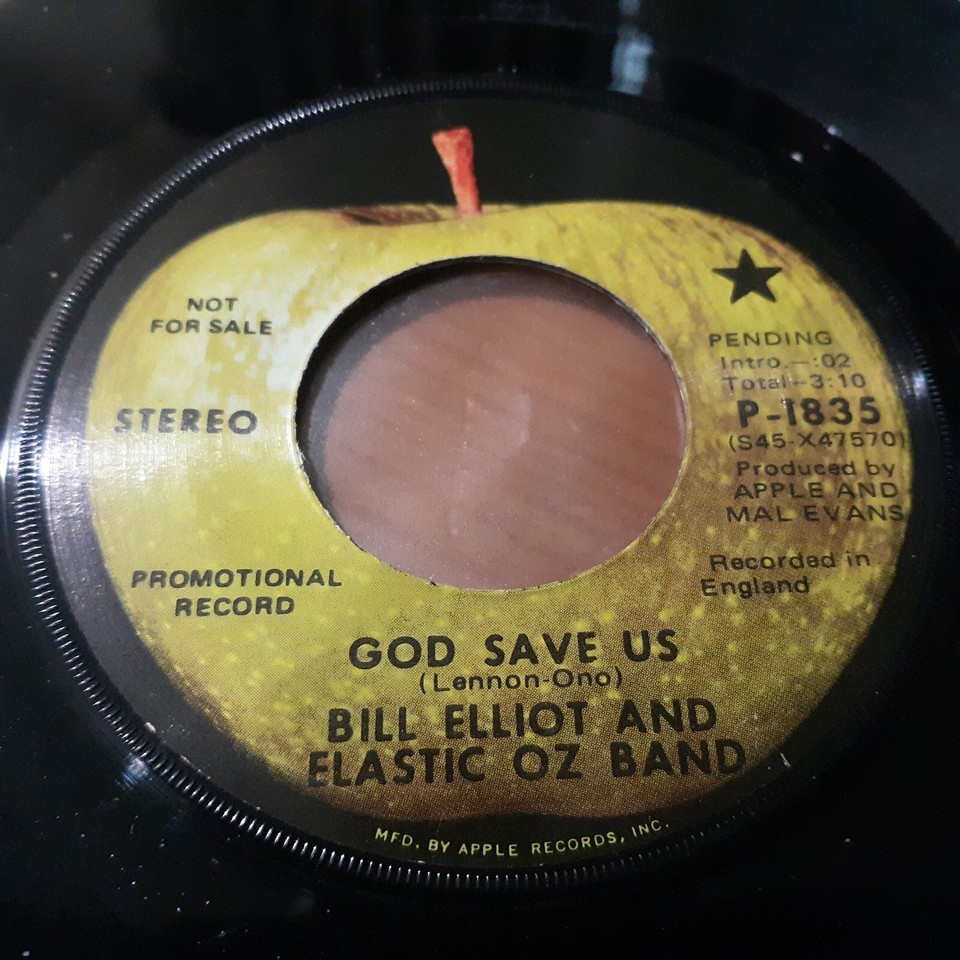 NOT
FOR SALE
STEREO
PROMOTIONAL
RECORD
PENDING
Intro.-:02
Total-3:10
P-1835
(S45-X47570)
Produced by
APPLE AND
MAL EVANS
Recorded in
England
GOD SAVE US
(Lennon-Ono)
BILL ELLIOT AND
ELASTIC OZ BAND
MFD. BY APPLE RECORDS, INC.